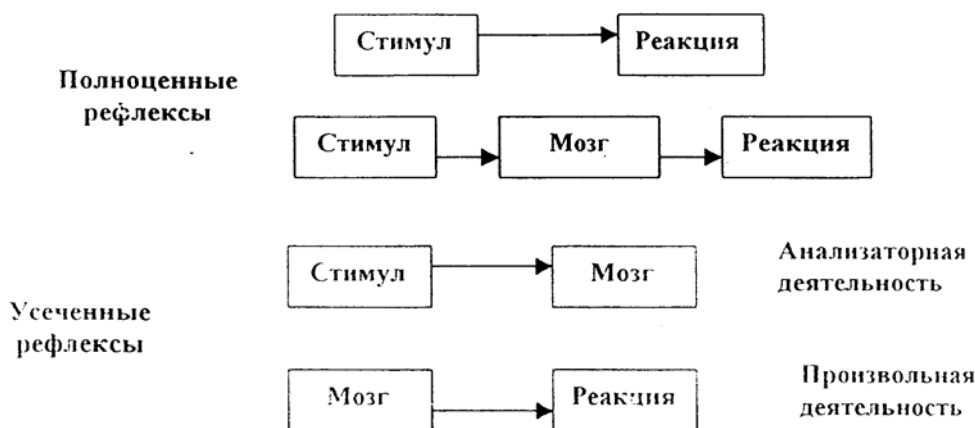 Стимул
Реакция
Полноценные
рефлексы
Стимул
Мозг
Реакция
Стимул
Мозг
Анализаторная
деятельность
Усеченные
рефлексы
Мозг
Реакция
Произвольная
деятельность